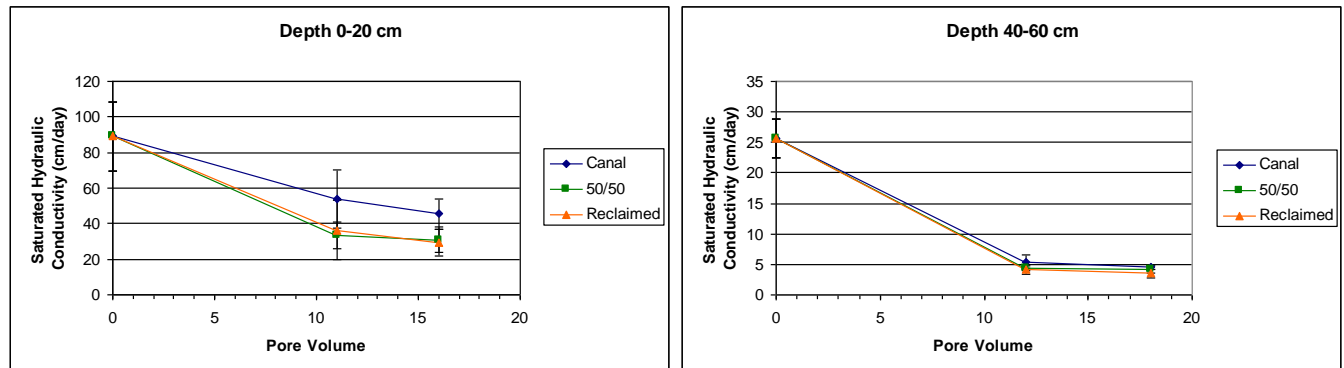 Depth 0-20 cm
Saturated Hydraulic
Conductivity (cm/day)
120
100
80
60
40
20
0
0 5 10 15 20
Pore Volume
Canal
50/50
Reclaimed
Depth 40-60 cm
Saturated Hydraulic
Conductivity (cm/day)
35
30
25
20
15
10
5
0
0 5 10 15 20
Pore Volume
Canal
50/50
Reclaimed